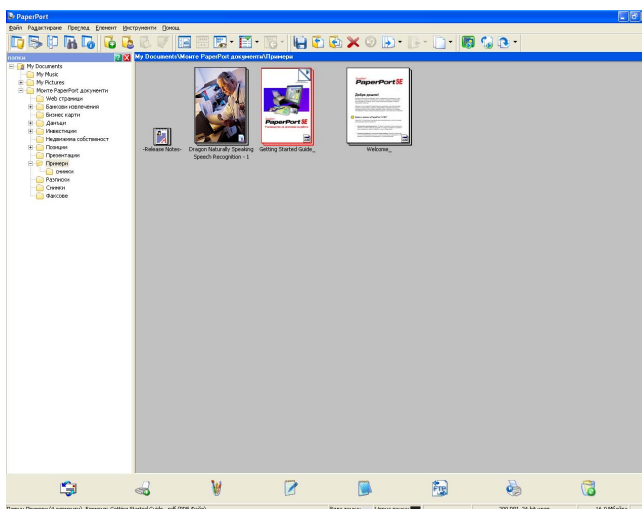 PaperPort
Файл Редактиране Преглед Елемент Инструменти Помощ
папки
My Documents\Моите PaperPort документи\Примери
My Documents
My Music
My Pictures
Моите PaperPort документи
Web страници
Банкови извлечения
Бизнес карти
Данъци
Инвестиции
Недвижима собственост
Позиции
Презентации
Примери
снимки
Разписки
Снимки
Факсове
PaperPort SE
PaperPort SE
Добре дошли!
-Release Notes-
Dragon Naturally Speaking
Speech Recognition - 1
Getting Started Guide_
Welcome_
FTP